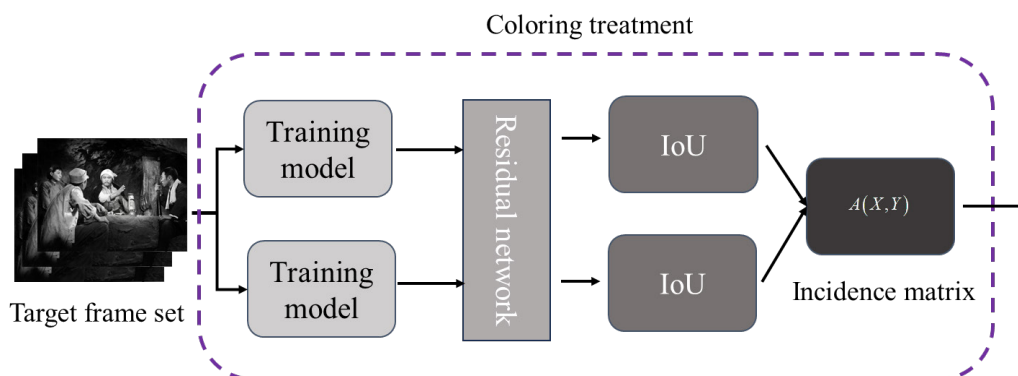 Coloring treatment
Training
model
Training
model
Residual network
IoU
IoU
A(X,Y)
Target frame set
Incidence matrix